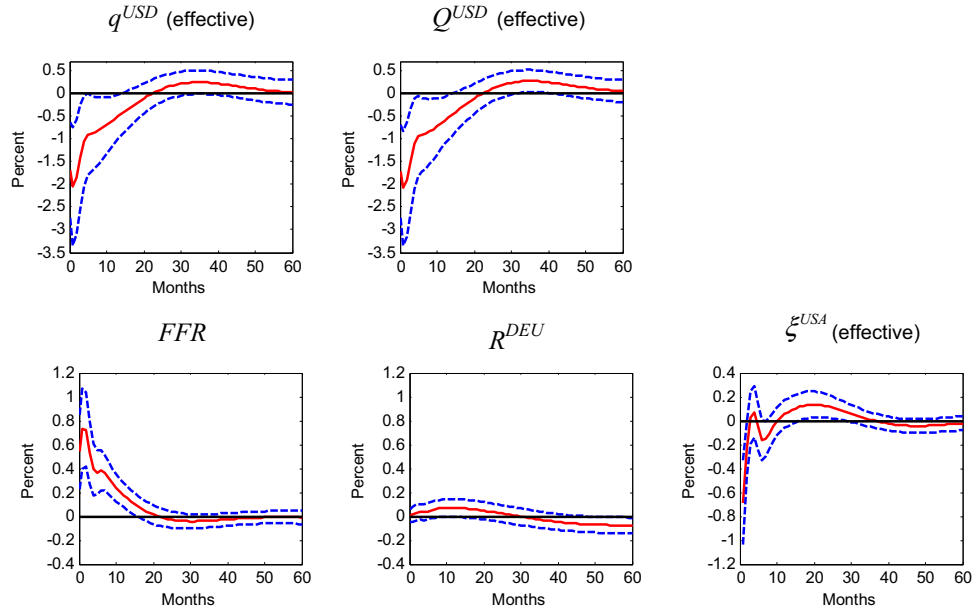 q^USD (effective)
Q^USD (effective)
Percent
0.5
0
-0.5
-1
-1.5
-2
-2.5
-3
-3.5
0 10 20 30 40 50 60
Months
Percent
0.5
0
-0.5
-1
-1.5
-2
-2.5
-3
-3.5
0 10 20 30 40 50 60
Months
FFR
R^DEU
ξ^USA (effective)
Percent
1.2
1
0.8
0.6
0.4
0.2
0
-0.2
-0.4
0 10 20 30 40 50 60
Months
Percent
1.2
1
0.8
0.6
0.4
0.2
0
-0.2
-0.4
0 10 20 30 40 50 60
Months
Percent
0.4
0.2
0
-0.2
-0.4
-0.6
-0.8
-1
-1.2
0 10 20 30 40 50 60
Months